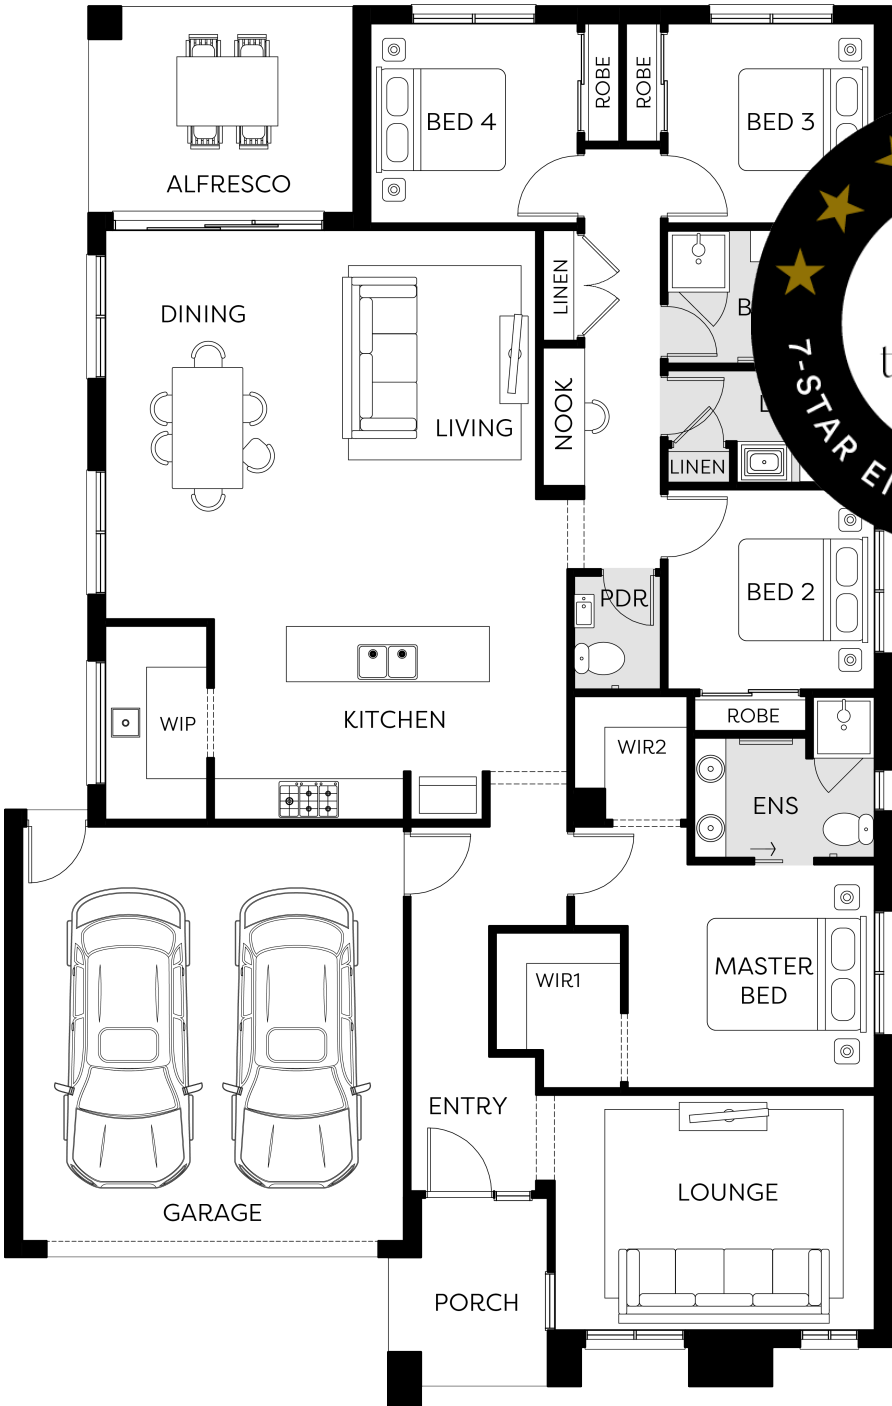 BED 4
ROBE
ROBE
BED 3
ALFRESCO
DINING
LINEN
LIVING
NOOK
7-STAR
LINEN
PDR
BED 2
WIP
KITCHEN
ROBE
WIR2
ENS
WIR1
MASTER
BED
ENTRY
LOUNGE
GARAGE
PORCH